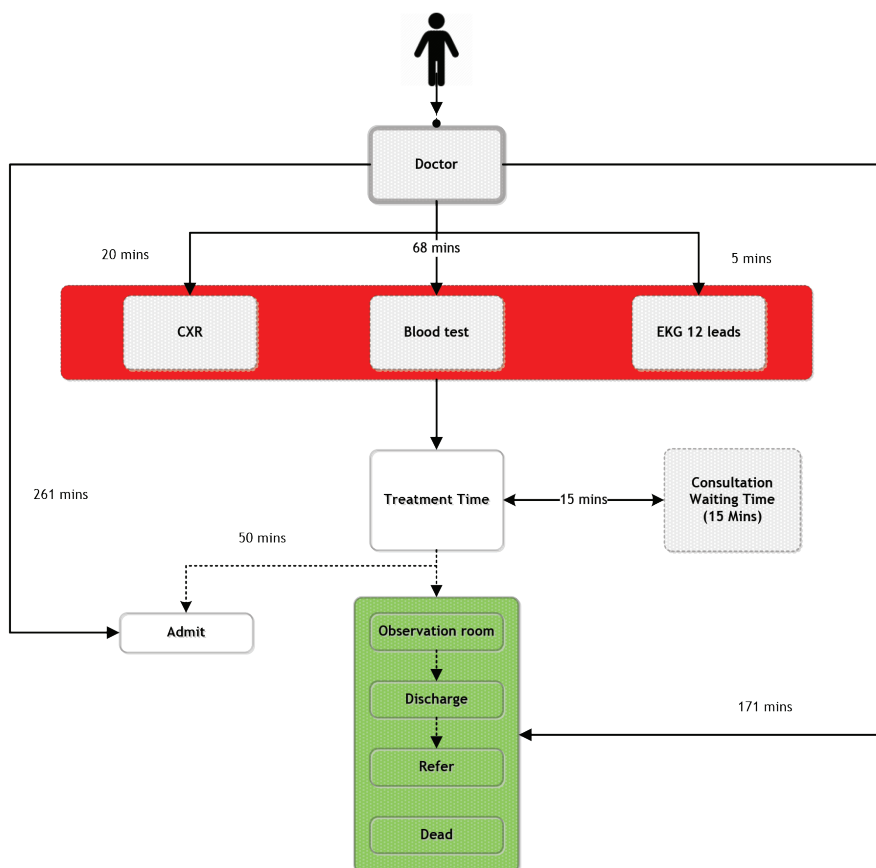 Doctor
20 mins
68 mins
5 mins
CXR
Blood test
EKG 12 leads
261 mins
Treatment Time
15 mins
Consultation
Waiting Time
(15 Mins)
50 mins
Admit
Observation room
Discharge
171 mins
Refer
Dead